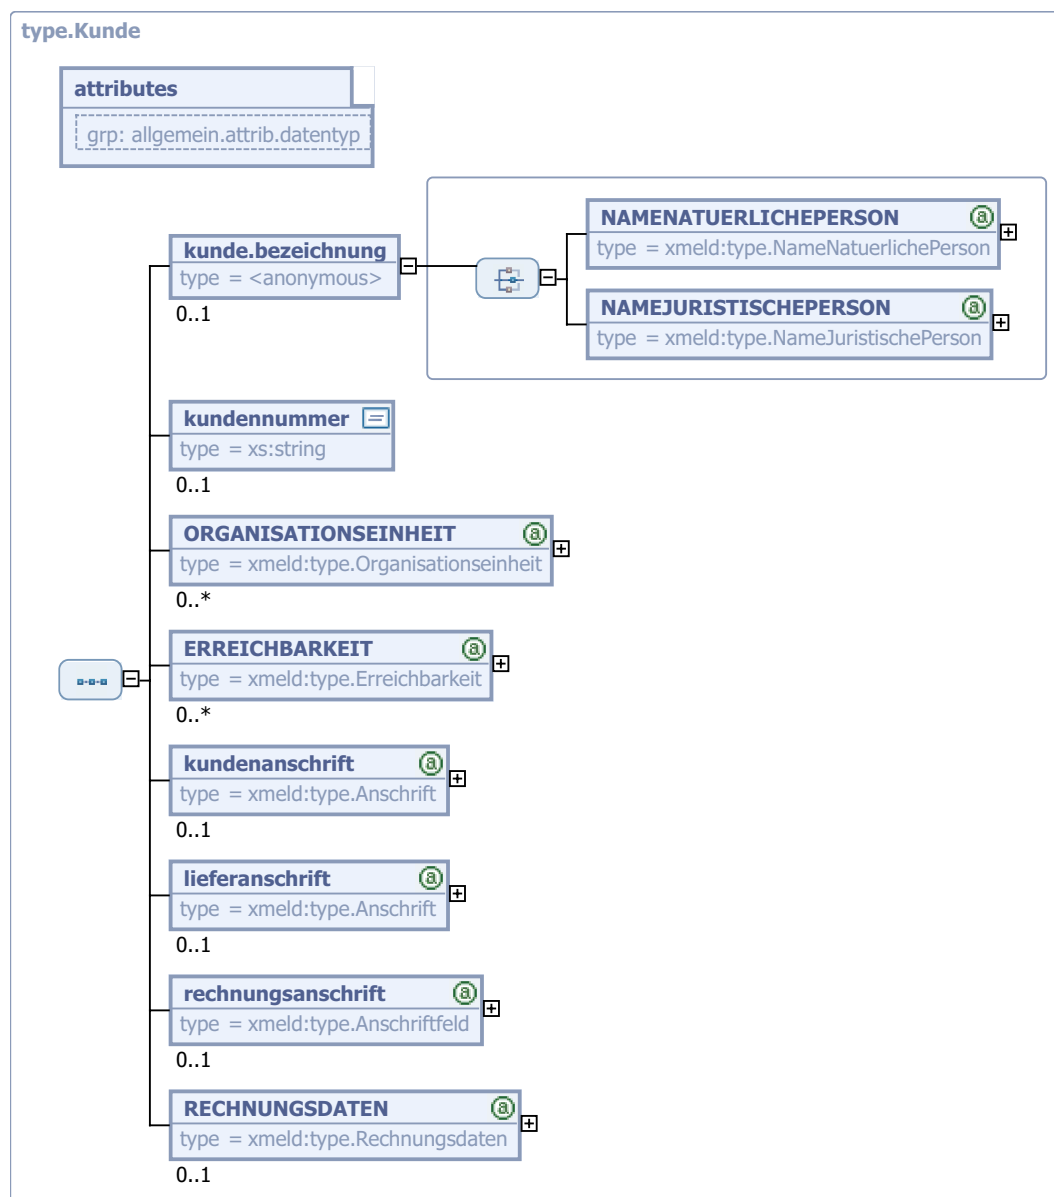 type.Kunde
attributes
grp: allgemein.attrib.datentyp
kunde.bezeichnung
type = <anonymous>
0..1
NAMENATUERLICHEPERSON
type = xmeld:type.NameNatuerlichePerson
NAMEJURISTISCHEPERSON
type = xmeld:type.NameJuristischePerson
kundennummer
type = xs:string
0..1
ORGANISATIONSEINHEIT
type = xmeld:type.Organisationseinheit
0..*
ERREICHBARKEIT
type = xmeld:type.Erreichbarkeit
0..*
kundenanschrift
type = xmeld:type.Anschrift
0..1
lieferanschrift
type = xmeld:type.Anschrift
0..1
rechnungsanschrift
type = xmeld:type.Anschriftfeld
0..1
RECHNUNGSDATEN
type = xmeld:type.Rechnungsdaten
0..1